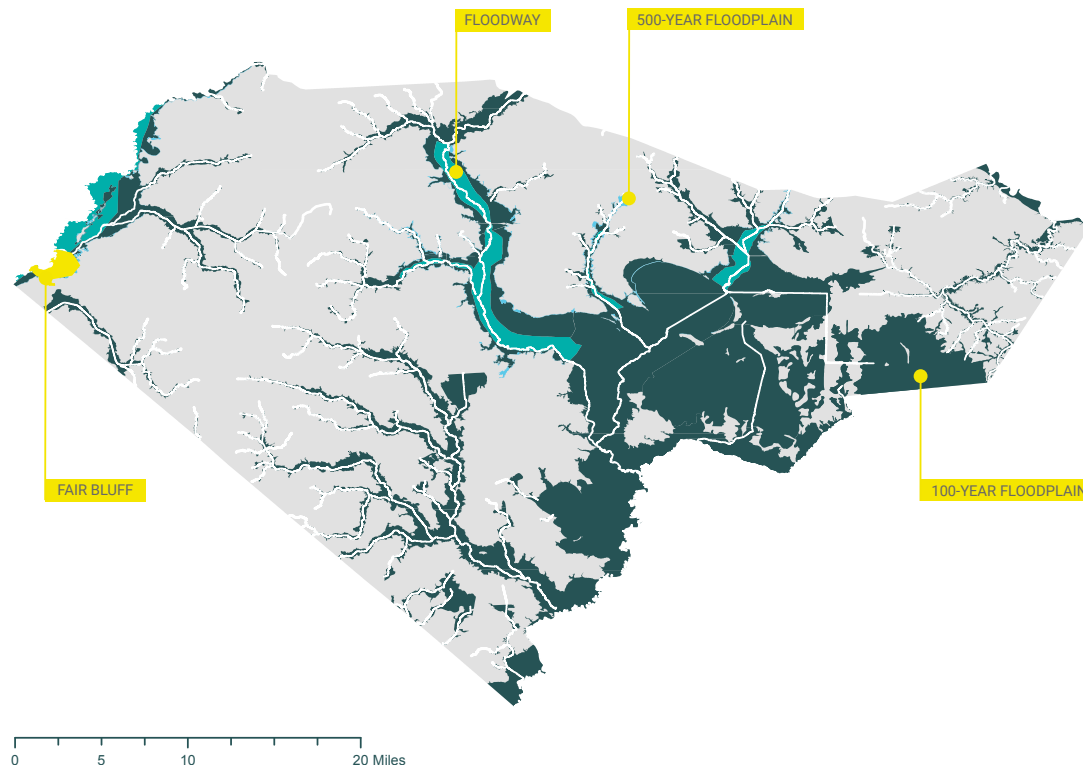 FLOODWAY
500-YEAR FLOODPLAIN
FAIR BLUFF
100-YEAR FLOODPLAIN
0 5 10 20 Miles